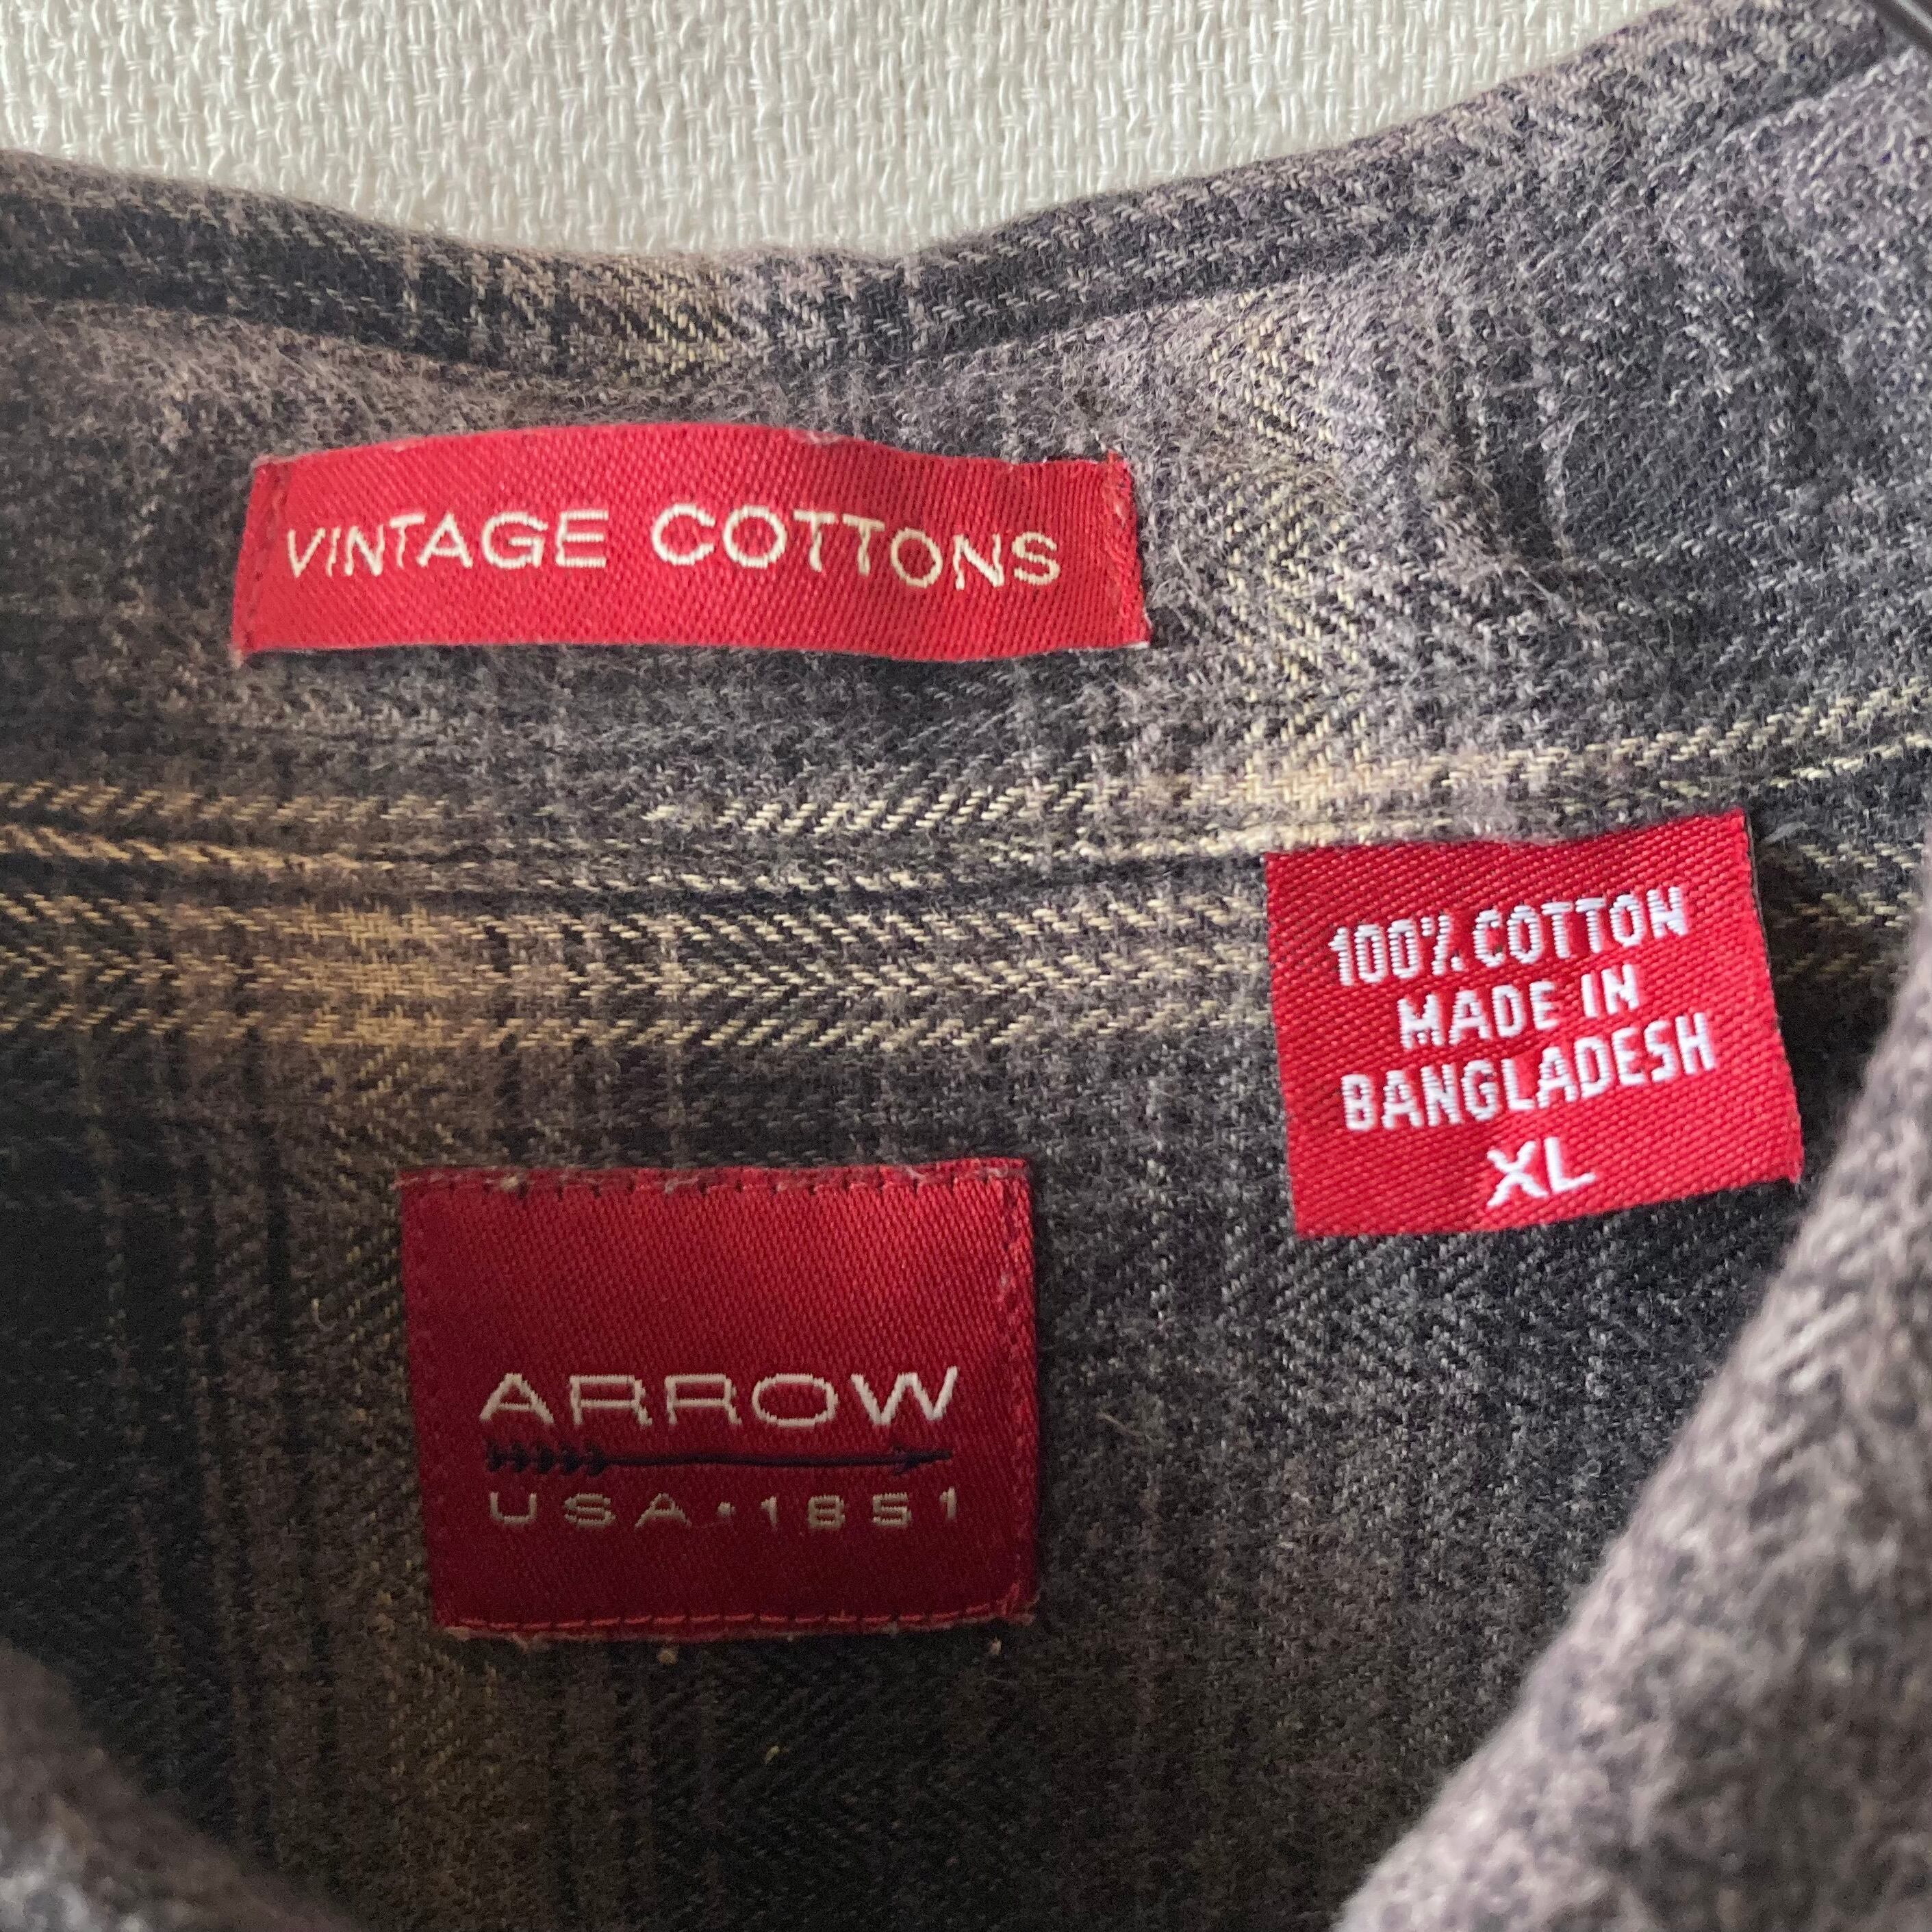 VINTAGE COTTONS
100% COTTON
MADE IN
BANGLADESH
XL
ARROW
USA·1851